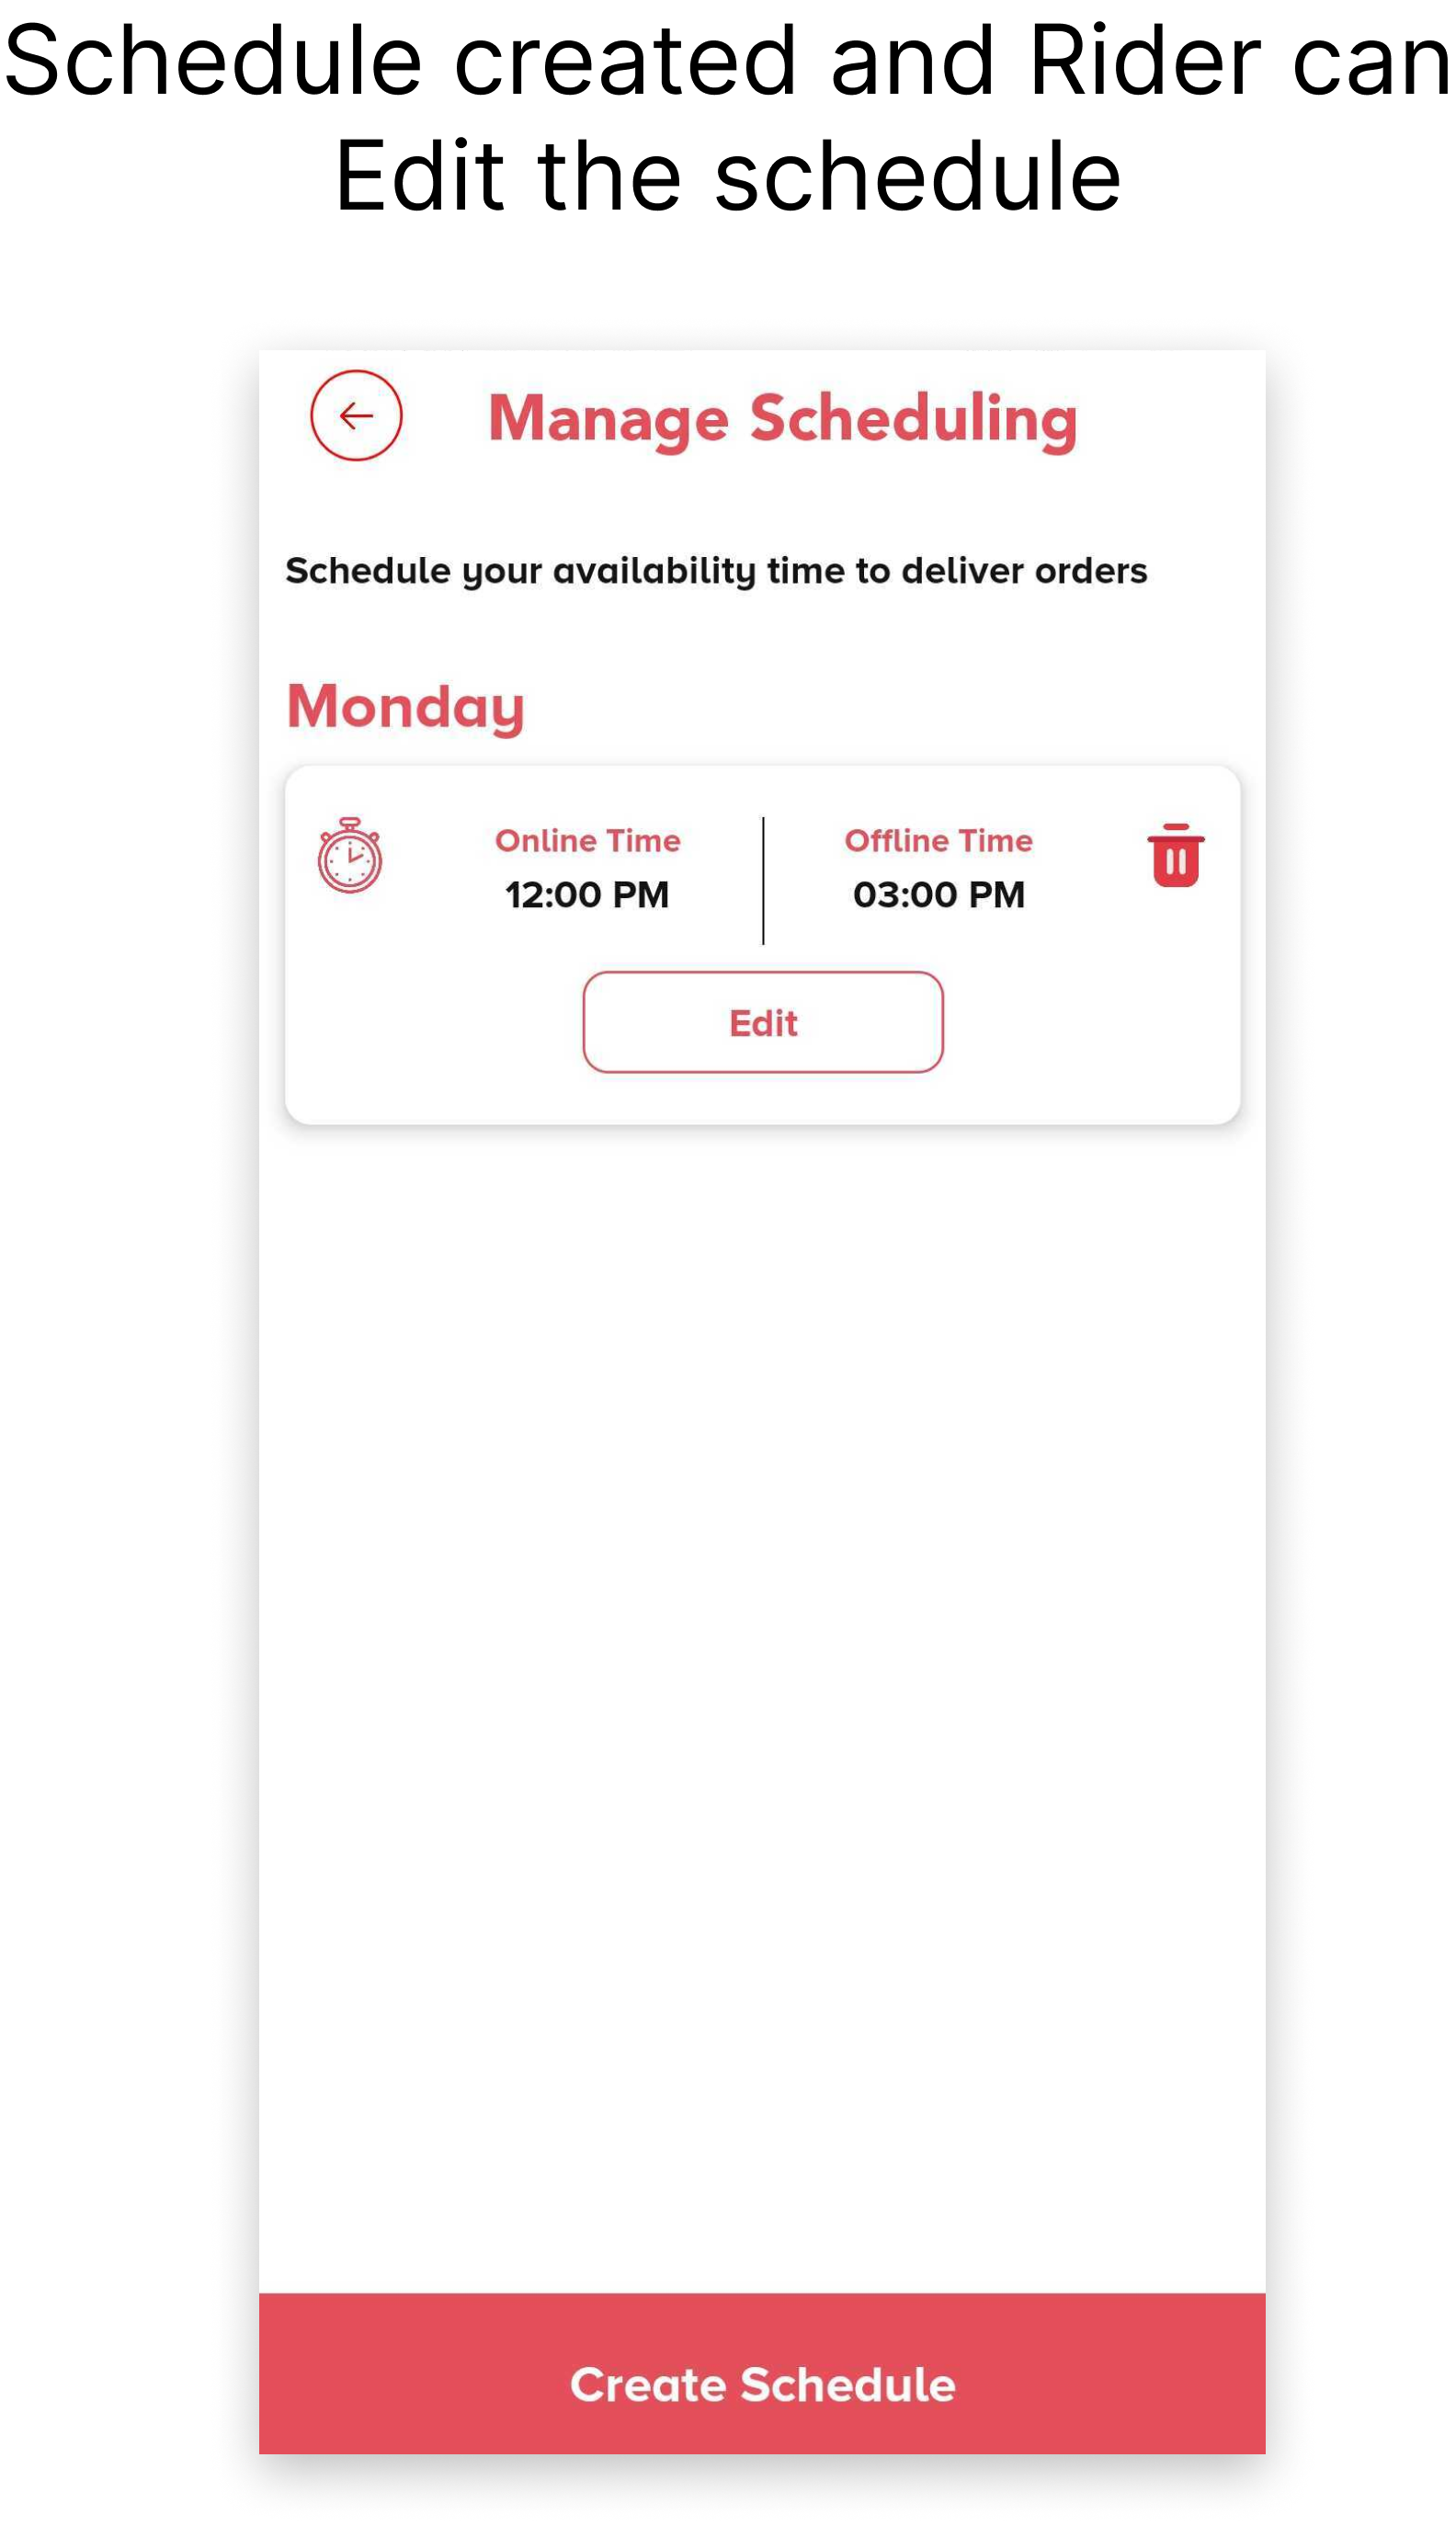 Schedule created and Rider can
Edit the schedule
Manage Scheduling
Schedule your availability time to deliver orders
Monday
Online Time
12:00 PM
Offline Time
03:00 PM
Edit
Create Schedule